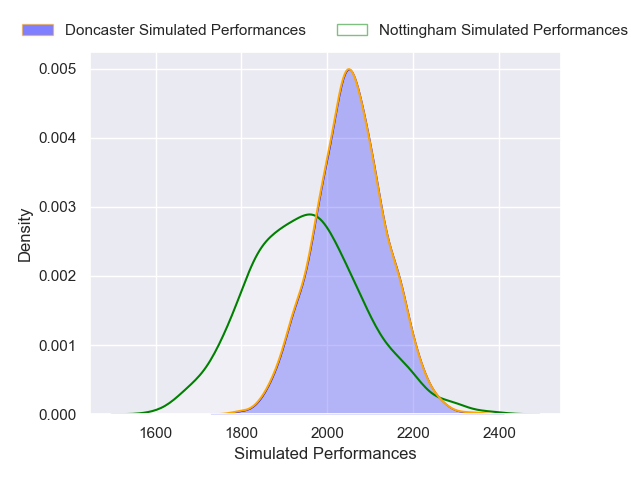 Doncaster Simulated Performances
Nottingham Simulated Performances
0.005
0.004
0.003
0.002
0.001
0.000
Density
1600 1800 2000 2200 2400
Simulated Performances